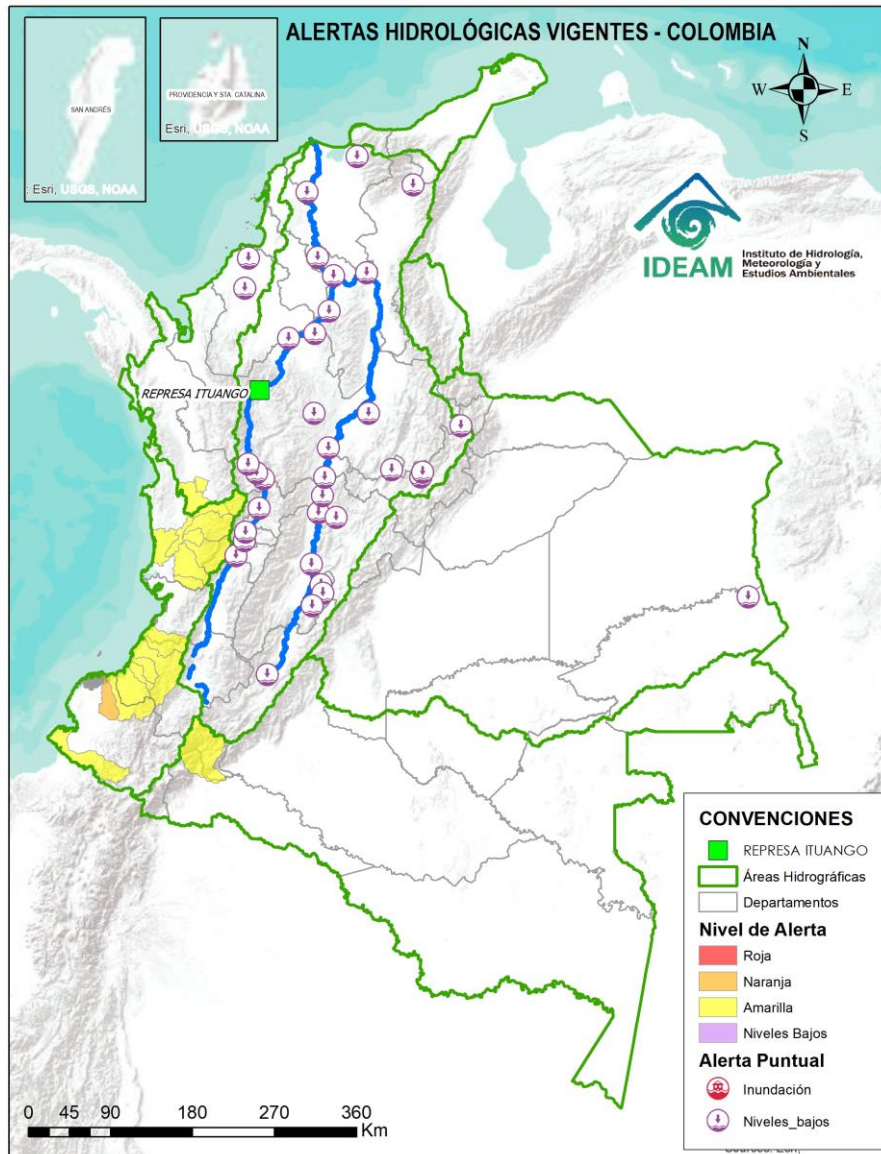 ALERTAS HIDROLÓGICAS VIGENTES - COLOMBIA
SAN ANDRÉS
: Esri, USGS, NOAA
PROVIDENCIA Y STA. CATALINA
Esri, USGS, NOAA
N
W
E
S
IDEAM
Instituto de Hidrología,
Meteorología y
Estudios Ambientales
REPRESA ITUANGO
CONVENCIONES
REPRESA ITUANGO
Áreas Hidrográficas
Departamentos
Nivel de Alerta
Roja
Naranja
Amarilla
Niveles Bajos
Alerta Puntual
Inundación
Niveles_bajos
0 45 90 180 270 360
Km
Sources: Esri,